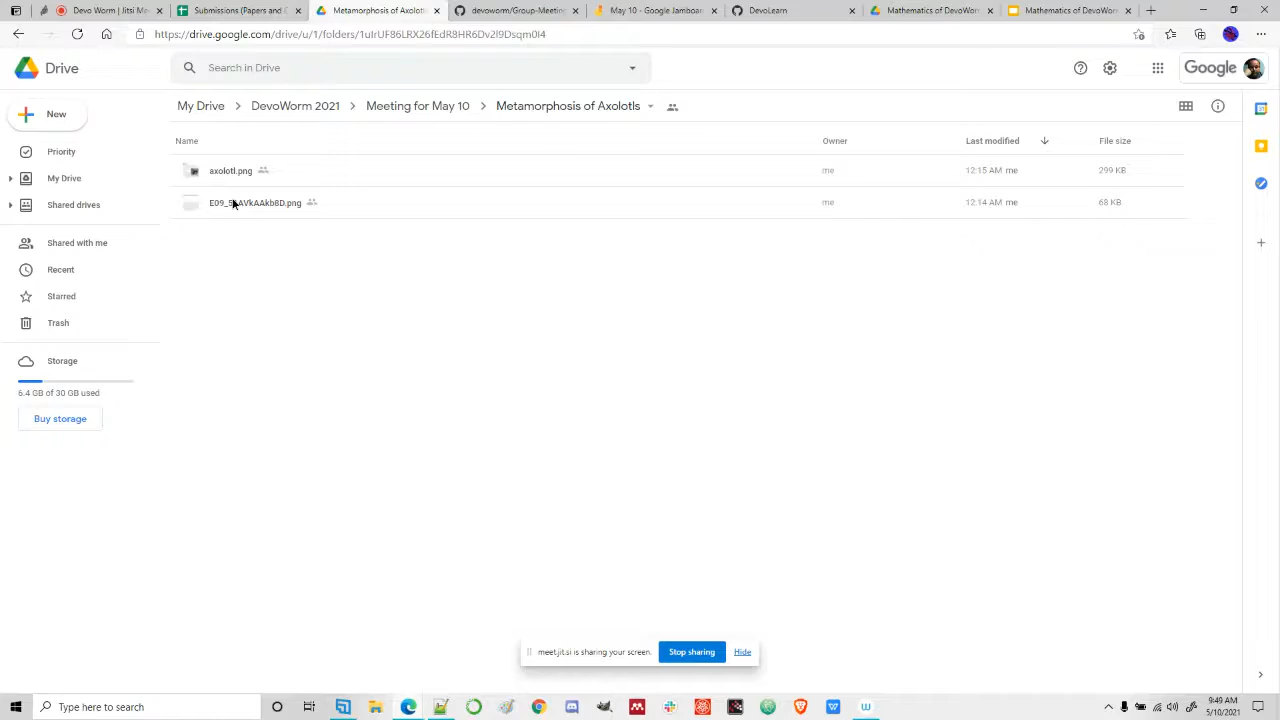 DevoWorm | Jitsi Me
Submissions (Papers and C
Metamorphosis of Axolotl
devoworm/Group-Meetin
May 10 - Google Jamboar
DevoLearn
Mathematics of DevoWorm
Mathematics of DevoWorm
https://drive.google.com/drive/u/1/folders/1uIrUF86LRX26fEdR8HR6Dv2l9Dsqm0I4
Drive
Search in Drive
Google
New
My Drive > DevoWorm 2021 > Meeting for May 10 > Metamorphosis of Axolotls
Name Owner Last modified File size
axolotl.png me 12:15 AM me 299 KB
me 12:14 AM me 68 KB
Priority
My Drive
Shared drives
Shared with me
Recent
Starred
Trash
Storage
6.4 GB of 30 GB used
Buy storage
meet.jit.si is sharing your screen.
Stop sharing
Hide
Type here to search
9:49 AM
5/10/2021